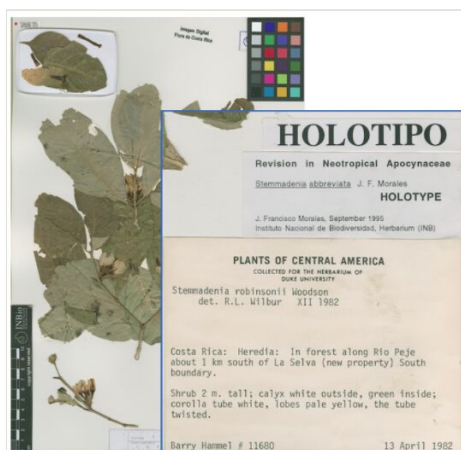 Images Digital
Flora de Costa Rica
HOLOTIPO
Revision in Neotropical Apocynaceae
Stemmadenia abbreviata J. F. Morales
HOLOTYPE
J. Francisco Morales, September 1995
Instituto Nacional de Biodiversidad, Herbarium (INB)
PLANTS OF CENTRAL AMERICA
COLLECTED FOR THE HERBARIUM OF
DUKE UNIVERSITY
Stemmadenia robinsonii Woodson
det. R.L. Wilbur XII 1982
Costa Rica: Heredia: In forest along Rio Peje
about 1 km south of La Selva (new property) South
boundary.
Shrub 2 m. tall; calyx white outside, green inside;
corolla tube white, lobes pale yellow, the tube
twisted.
Barry Hammel # 11680 13 April 1982
INB